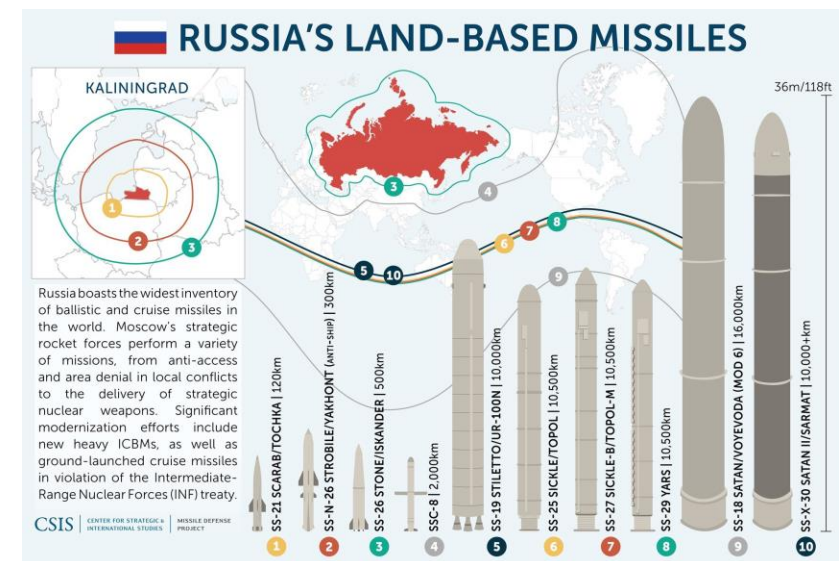 RUSSIA'S LAND-BASED MISSILES
KALININGRAD
1
2
3
3
4
5
10
6
7
8
9
36m/118ft
Russia boasts the widest inventory
of ballistic and cruise missiles in
the world. Moscow's strategic
rocket forces perform a variety
of missions, from anti-access
and area denial in local conflicts
to the delivery of strategic
nuclear weapons. Significant
modernization efforts include
new heavy ICBMs, as well as
ground-launched cruise missiles
in violation of the Intermediate-
Range Nuclear Forces (INF) treaty.
CSIS | CENTER FOR STRATEGIC &
INTERNATIONAL STUDIES | MISSILE DEFENSE
PROJECT
SS-21 SCARAB/TOCHKA | 120km
1
SS-N-26 STROBILE/YAKHONT (ANTI-SHIP) | 300km
2
SS-26 STONE/ISKANDER | 500km
3
SSC-8 | 2,000km
4
SS-19 STILETTO/UR-100N | 10,000km
5
SS-25 SICKLE/TOPOL | 10,500km
6
SS-27 SICKLE-B/TOPOL-M | 10,500km
7
SS-29 YARS | 10,500km
8
SS-18 SATAN/VOYEVODA (MOD 6) | 16,000km
9
SS-X-30 SATAN II/SARMAT | 10,000+km
10